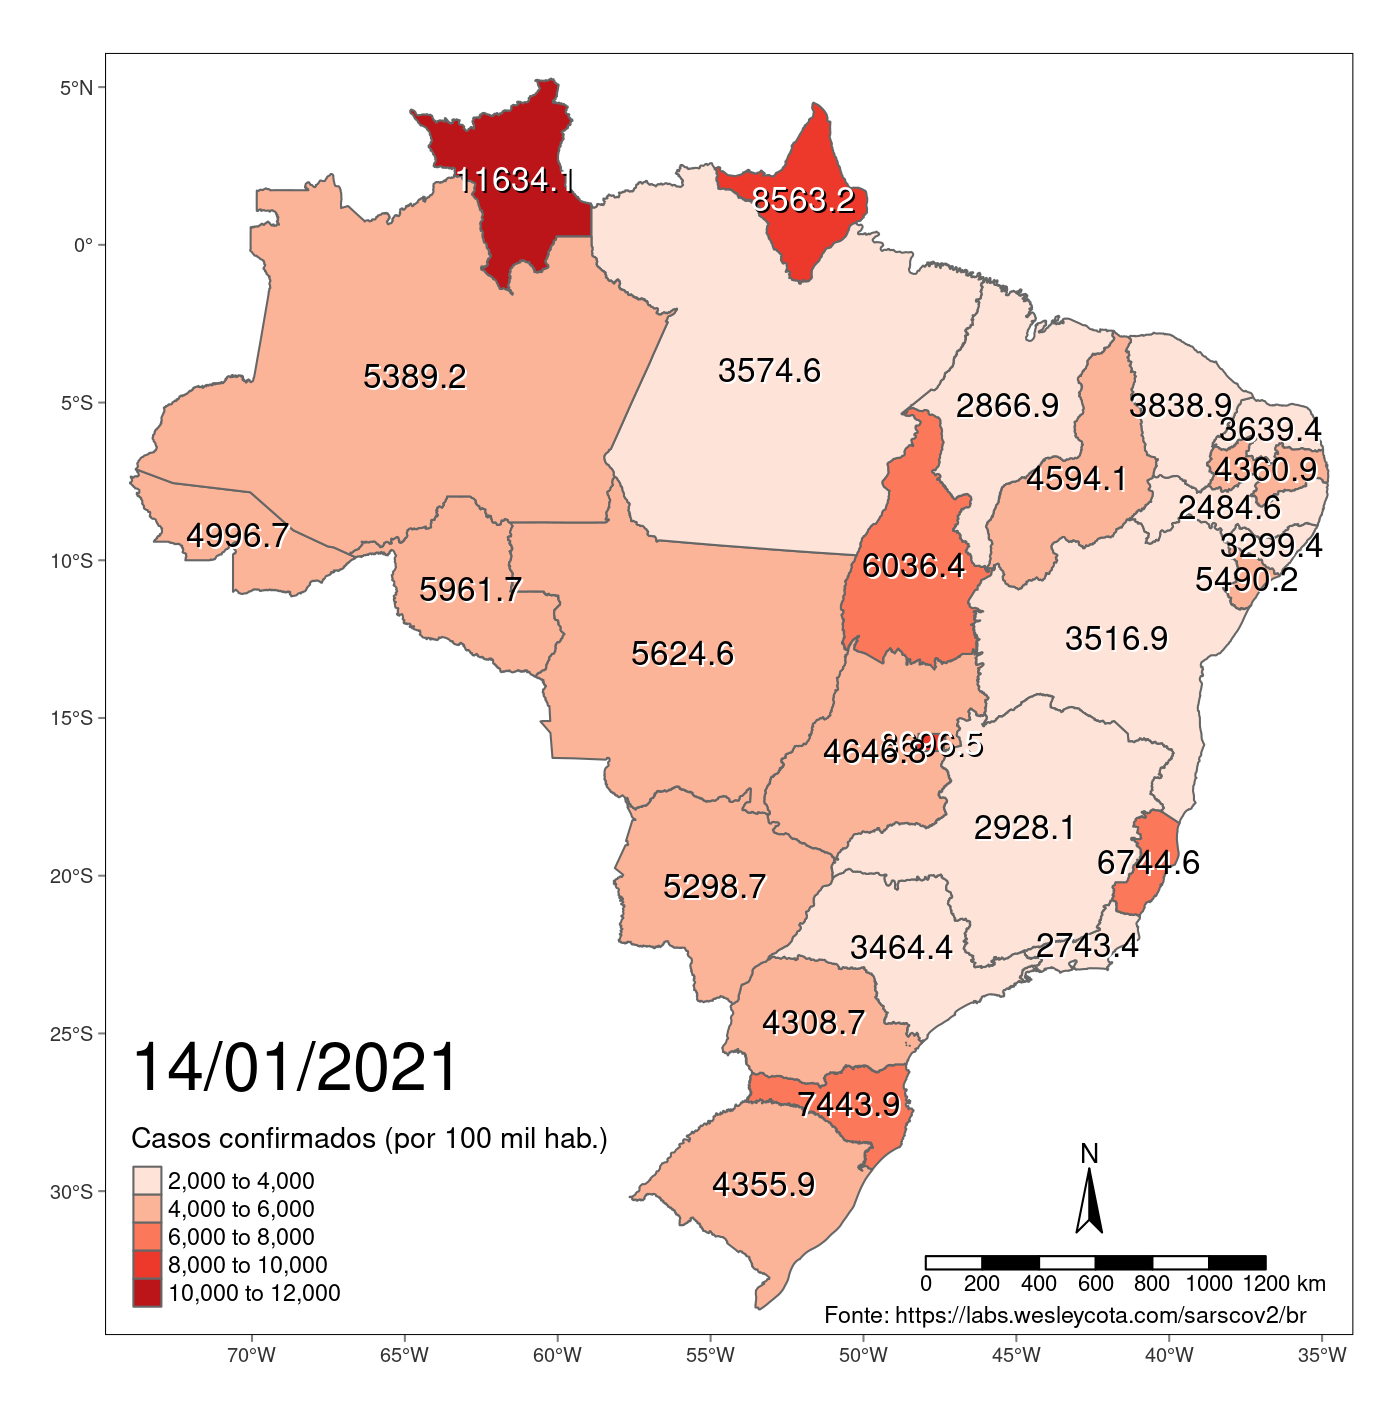 5°N
0°
5°S
10°S
15°S
20°S
25°S
30°S
11634.1
8563.2
5389.2
3574.6
2866.9
3838.9
3639.4
4594.1
4360.9
2484.6
4996.7
3299.4
6036.4
5961.7
5490.2
5624.6
3516.9
4646.8
8696.5
2928.1
6744.6
5298.7
3464.4
2743.4
4308.7
7443.9
4355.9
14/01/2021
Casos confirmados (por 100 mil hab.)
2,000 to 4,000
4,000 to 6,000
6,000 to 8,000
8,000 to 10,000
10,000 to 12,000
N
0 200 400 600 800 1000 1200 km
Fonte: https://labs.wesleycota.com/sarscov2/br
70°W 65°W 60°W 55°W 50°W 45°W 40°W 35°W